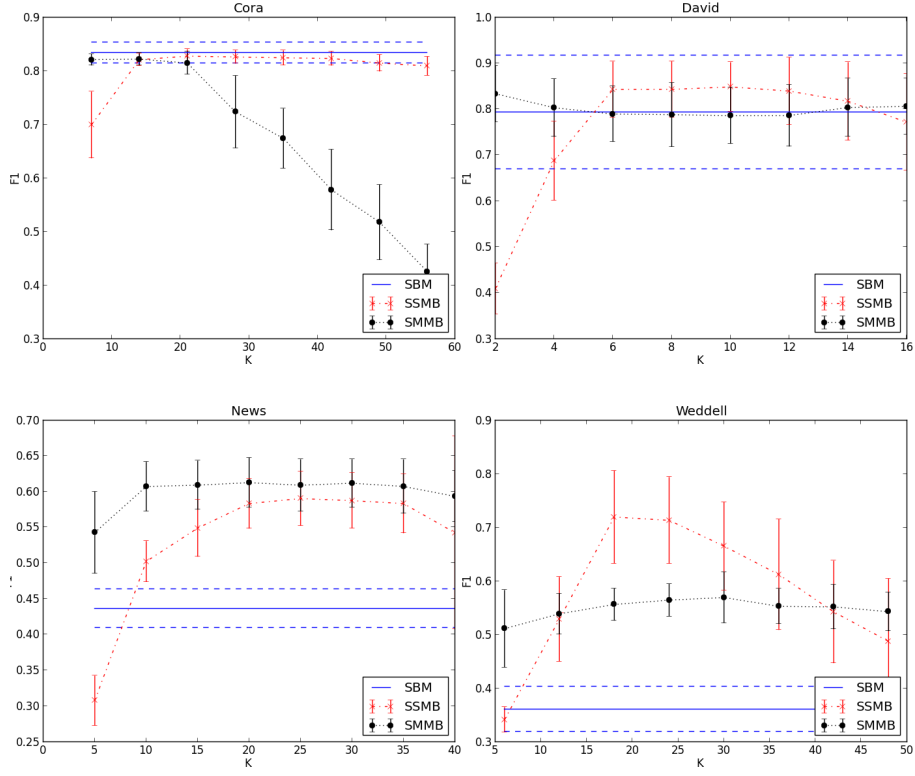 Cora
0.9
0.8
0.7
0.6
0.5
0.4
0.3
F1
0 10 20 30 40 50 60
K
SBM
SSMB
SMMB
David
1.0
0.9
0.8
0.7
0.6
0.5
0.4
0.3
F1
2 4 6 8 10 12 14 16
K
SBM
SSMB
SMMB
News
0.70
0.65
0.60
0.55
0.50
0.45
0.40
0.35
0.30
0.25
0 5 10 15 20 25 30 35 40
K
SBM
SSMB
SMMB
Weddell
0.9
0.8
0.7
0.6
0.5
0.4
0.3
F1
5 10 15 20 25 30 35 40 45 50
K
SBM
SSMB
SMMB